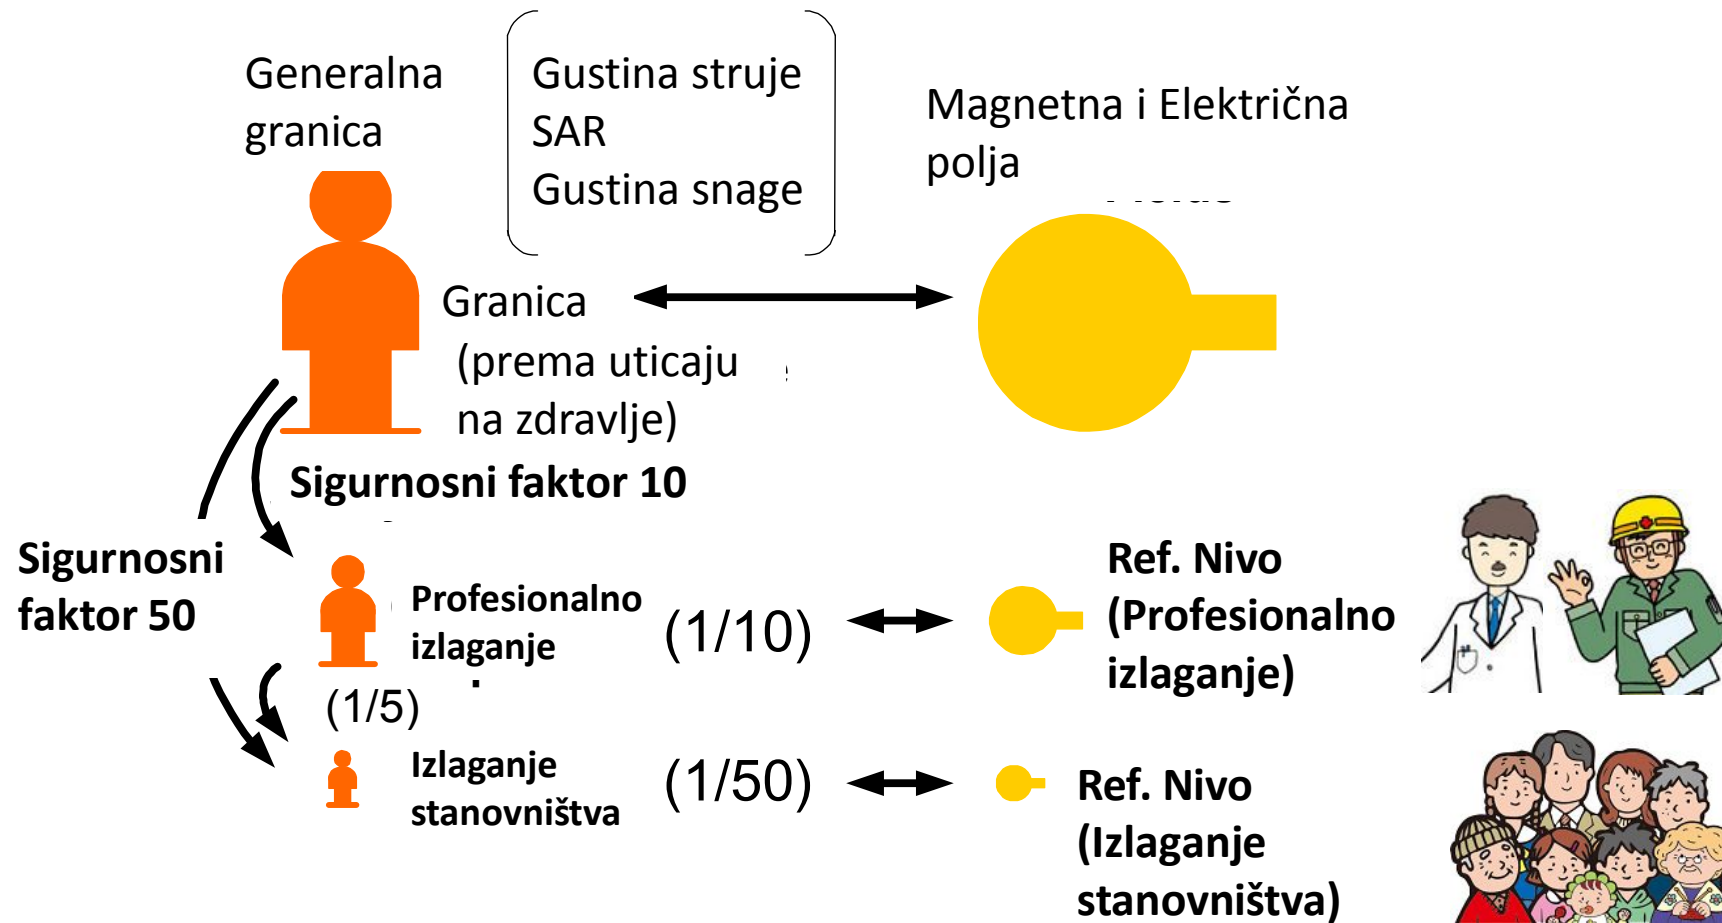 Generalna
granica
Gustina struje
SAR
Gustina snage
Magnetna i Električna
polja
Granica
(prema uticaju
na zdravlje)
Sigurnosni faktor 10
Sigurnosni
faktor 50
Profesionalno
izlaganje
(1/10)
Ref. Nivo
(Profesionalno
izlaganje)
(1/5)
Izlaganje
stanovništva
(1/50)
Ref. Nivo
(Izlaganje
stanovništva)